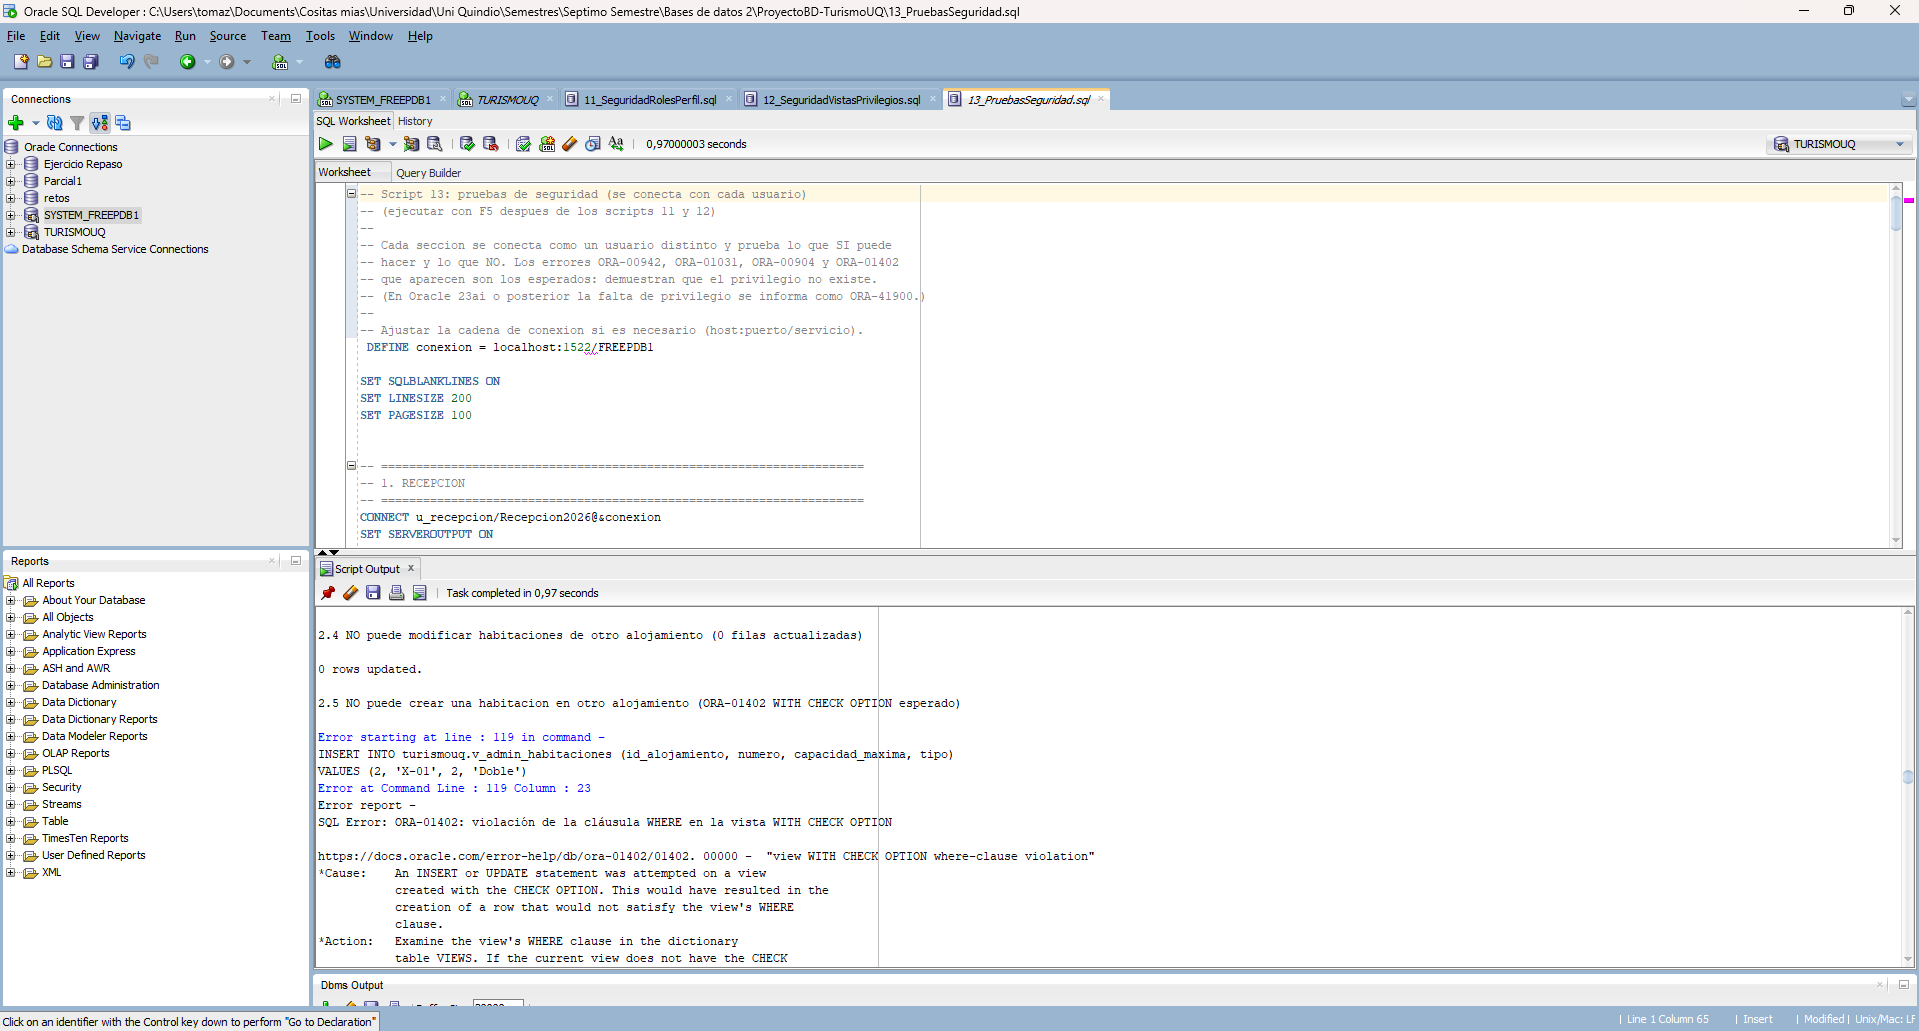 Oracle SQL Developer : C:\Users\tomaz\Documents\Cositas mias\Universidad\Uni Quindio\Semestres\Septimo Semestre\Bases de datos 2\ProyectoBD-TurismoUQ\13_PruebasSeguridad.sql
File Edit View Navigate Run Source Team Tools Window Help
Connections
Oracle Connections
Ejercicio Repaso
Parcial1
retos
SYSTEM_FREEPDB1
TURISMOUQ
Database Schema Service Connections
Reports
All Reports
About Your Database
All Objects
Analytic View Reports
Application Express
ASH and AWR
Database Administration
Data Dictionary
Data Dictionary Reports
Data Modeler Reports
OLAP Reports
PLSQL
Security
Streams
Table
TimesTen Reports
User Defined Reports
XML
SYSTEM_FREEPDB1 TURISMOUQ 11_SeguridadRolesPerfil.sql 12_SeguridadVistasPrivilegios.sql 13_PruebasSeguridad.sql
SQL Worksheet History
0,97000003 seconds
TURISMOUQ
Worksheet Query Builder
-- Script 13: pruebas de seguridad (se conecta con cada usuario)
-- (ejecutar con F5 despues de los scripts 11 y 12)
--
-- Cada seccion se conecta como un usuario distinto y prueba lo que SI puede
-- hacer y lo que NO. Los errores ORA-00942, ORA-01031, ORA-00904 y ORA-01402
-- que aparecen son los esperados: demuestran que el privilegio no existe.
-- (En Oracle 23ai o posterior la falta de privilegio se informa como ORA-41900.)
--
-- Ajustar la cadena de conexion si es necesario (host:puerto/servicio).
DEFINE conexion = localhost:1522/FREEPDB1
SET SQLBLANKLINES ON
SET LINESIZE 200
SET PAGESIZE 100
-- =====================================================================
-- 1. RECEPCION
-- =====================================================================
CONNECT u_recepcion/Recepcion2026@&conexion
SET SERVEROUTPUT ON
Script Output x
Task completed in 0,97 seconds
2.4 NO puede modificar habitaciones de otro alojamiento (0 filas actualizadas)
0 rows updated.
2.5 NO puede crear una habitacion en otro alojamiento (ORA-01402 WITH CHECK OPTION esperado)
Error starting at line : 119 in command -
INSERT INTO turismouq.v_admin_habitaciones (id_alojamiento, numero, capacidad_maxima, tipo)
VALUES (2, 'X-01', 2, 'Doble')
Error at Command Line : 119 Column : 23
Error report -
SQL Error: ORA-01402: violación de la cláusula WHERE en la vista WITH CHECK OPTION
https://docs.oracle.com/error-help/db/ora-01402/01402. 00000 -  "view WITH CHECK OPTION where-clause violation"
*Cause:    An INSERT or UPDATE statement was attempted on a view
created with the CHECK OPTION. This would have resulted in the
creation of a row that would not satisfy the view's WHERE
clause.
*Action:   Examine the view's WHERE clause in the dictionary
table VIEWS. If the current view does not have the CHECK
Dbms Output
Click on an identifier with the Control key down to perform "Go to Declaration"
Line 1 Column 65 | Insert | Modified | Unix/Mac: LF